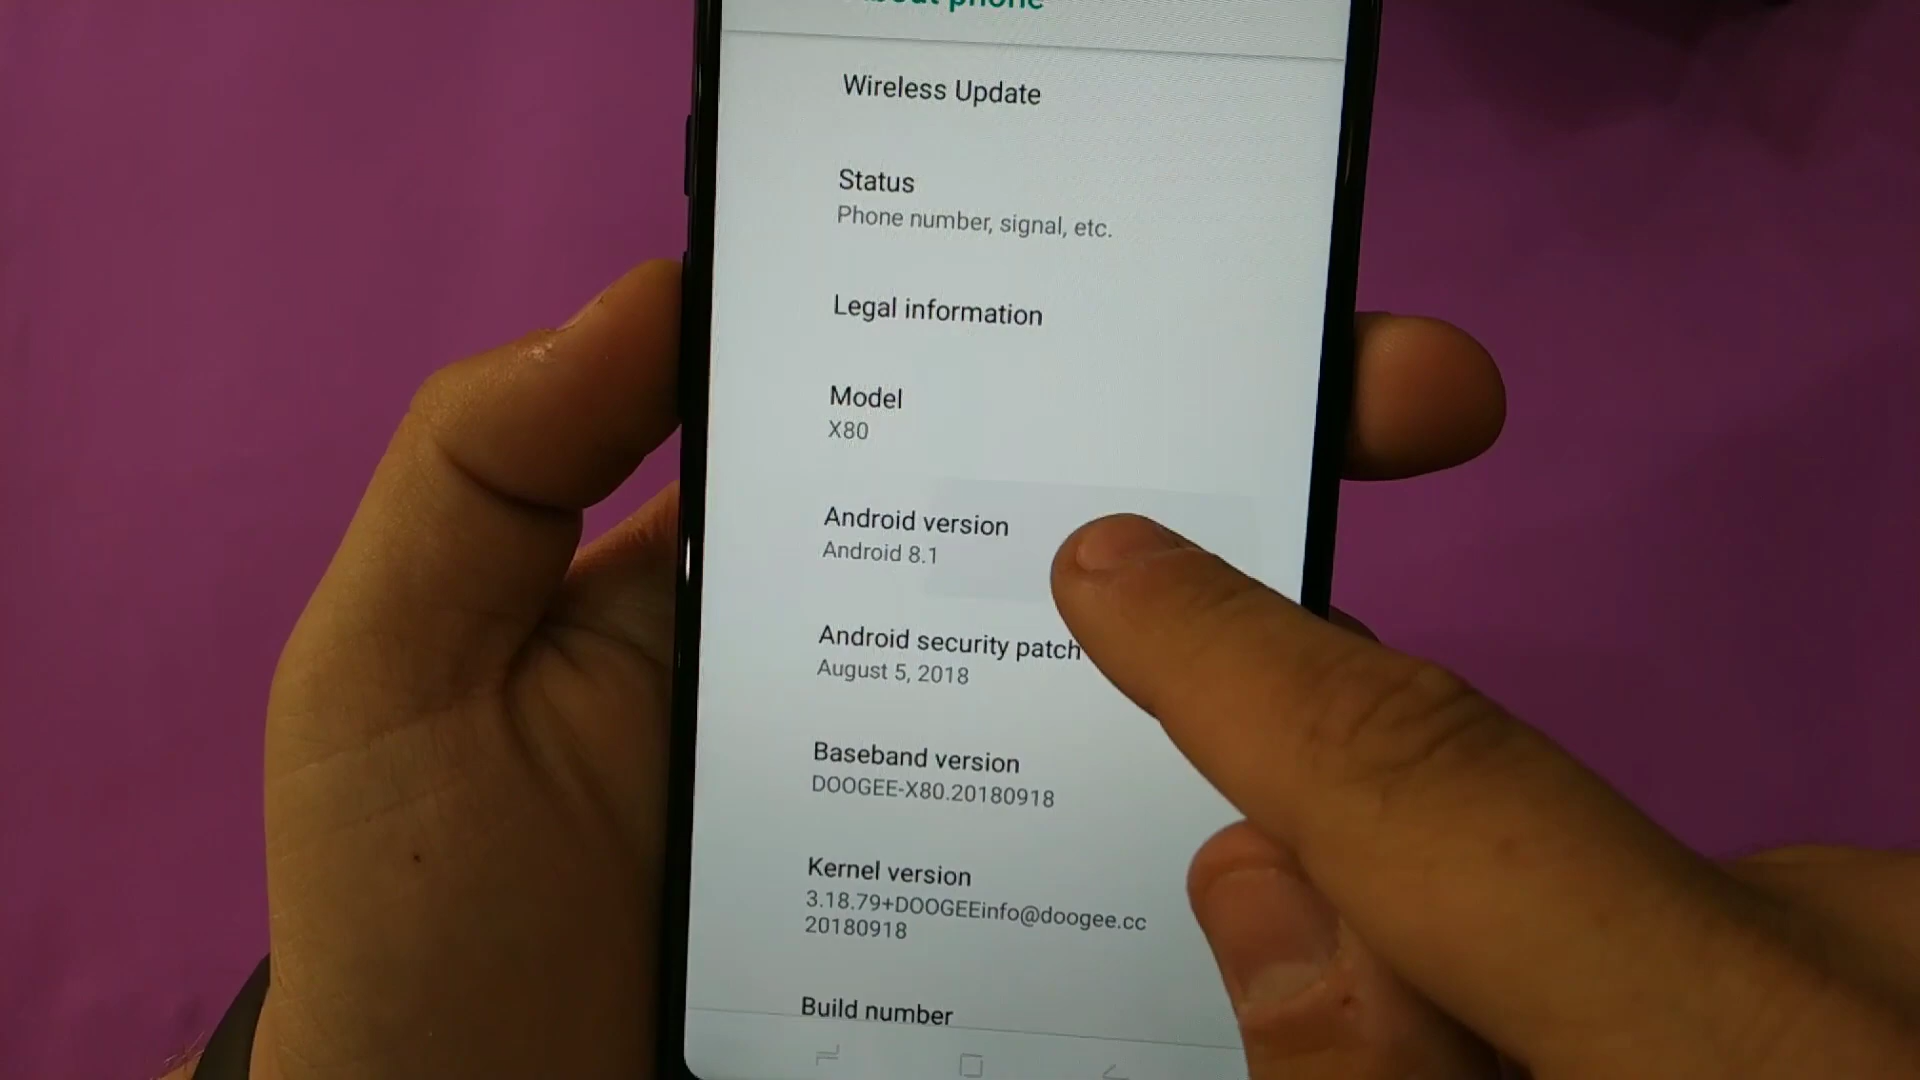 About phone
Wireless Update
Status
Phone number, signal, etc.
Legal information
Model
X80
Android version
Android 8.1
Android security patch
August 5, 2018
Baseband version
DOOGEE-X80.20180918
Kernel version
3.18.79+DOOGEEinfo@doogee.cc
20180918
Build number